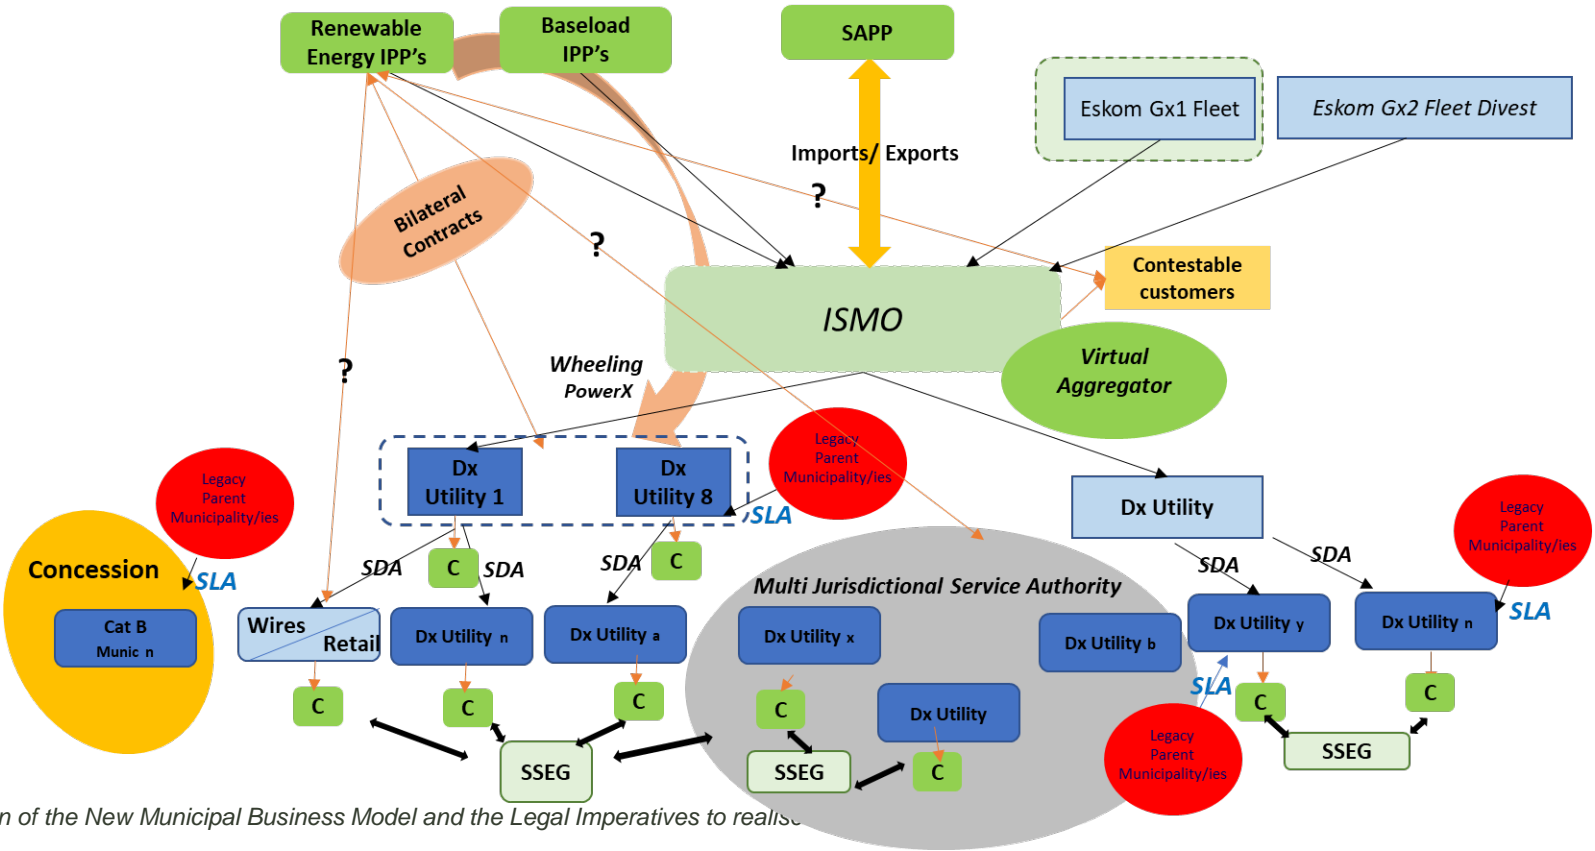 Renewable
Energy IPP's
Baseload
IPP's
SAPP
Eskom Gx1 Fleet
Eskom Gx2 Fleet Divest
Imports/ Exports
?
?
Bilateral
Contracts
Contestable
customers
ISMO
Virtual
Aggregator
?
Wheeling
PowerX
Legacy
Parent
Municipality/ies
Dx
Utility 1
Dx
Utility 8
SLA
Legacy
Parent
Municipality/ies
Dx Utility
Legacy
Parent
Municipality/ies
Concession
SLA
SDA
C
SDA
SDA
C
Multi Jurisdictional Service Authority
SDA
SDA
SLA
Cat B
Munic n
Wires
Retail
Dx Utility n
Dx Utility a
Dx Utility x
Dx Utility b
Dx Utility y
Dx Utility n
C
C
C
C
Dx Utility
SLA
C
C
SSEG
SSEG
C
Legacy
Parent
Municipality/ies
SSEG
n of the New Municipal Business Model and the Legal Imperatives to realise